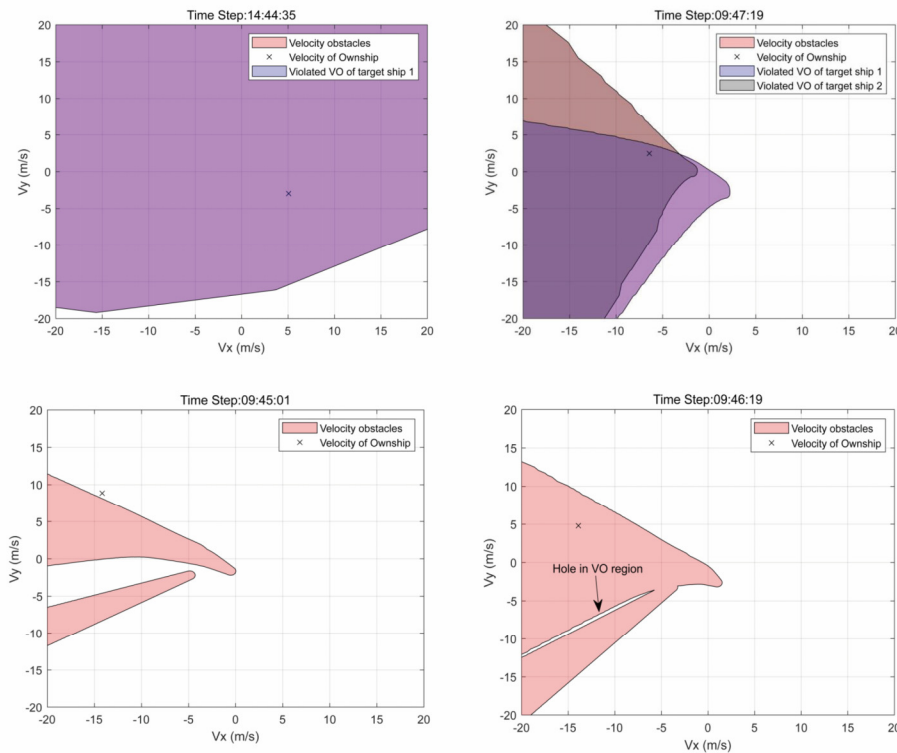 Time Step:14:44:35
20
15
10
5
0
-5
-10
-15
-20
Vy (m/s)
-20 -15 -10 -5 0 5 10 15 20
Vx (m/s)
Velocity obstacles
Velocity of Ownship
Violated VO of target ship 1
Time Step:09:47:19
20
15
10
5
0
-5
-10
-15
-20
Vy (m/s)
-20 -15 -10 -5 0 5 10 15 20
Vx (m/s)
Velocity obstacles
Velocity of Ownship
Violated VO of target ship 1
Violated VO of target ship 2
Time Step:09:45:01
20
15
10
5
0
-5
-10
-15
-20
Vy (m/s)
-20 -15 -10 -5 0 5 10 15 20
Vx (m/s)
Velocity obstacles
Velocity of Ownship
Time Step:09:46:19
20
15
10
5
0
-5
-10
-15
-20
Vy (m/s)
-20 -15 -10 -5 0 5 10 15 20
Vx (m/s)
Velocity obstacles
Velocity of Ownship
Hole in VO region